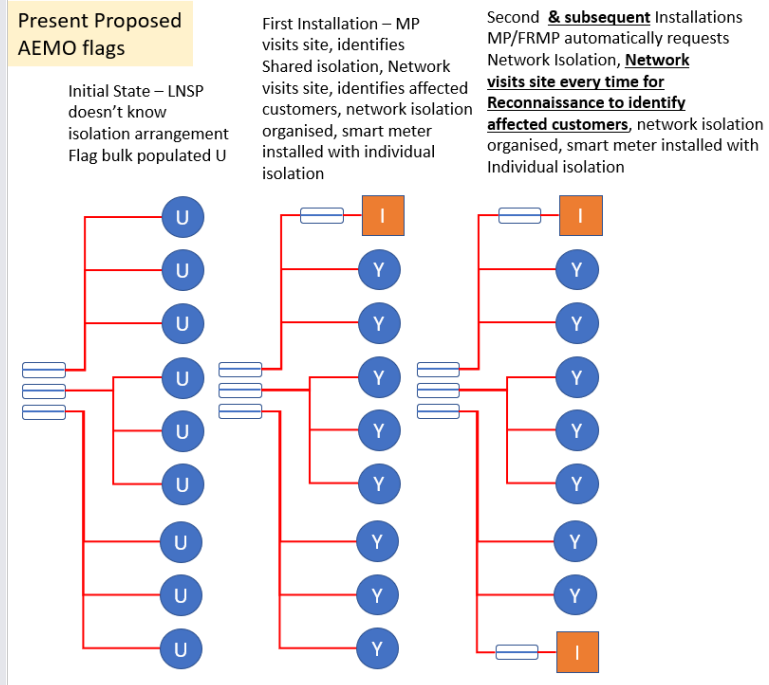 Present Proposed
AEMO flags
Initial State – LNSP
doesn't know
isolation arrangement
Flag bulk populated U
First Installation – MP
visits site, identifies
Shared isolation, Network
visits site, identifies affected
customers, network isolation
organised, smart meter
installed with individual
isolation
Second & subsequent Installations
MP/FRMP automatically requests
Network Isolation, Network
visits site every time for
Reconnaissance to identify
affected customers, network isolation
organised, smart meter installed with
Individual isolation
U
U
U
U
U
U
U
U
U
I
Y
Y
Y
Y
Y
Y
Y
Y
I
Y
Y
Y
Y
Y
Y
Y
I